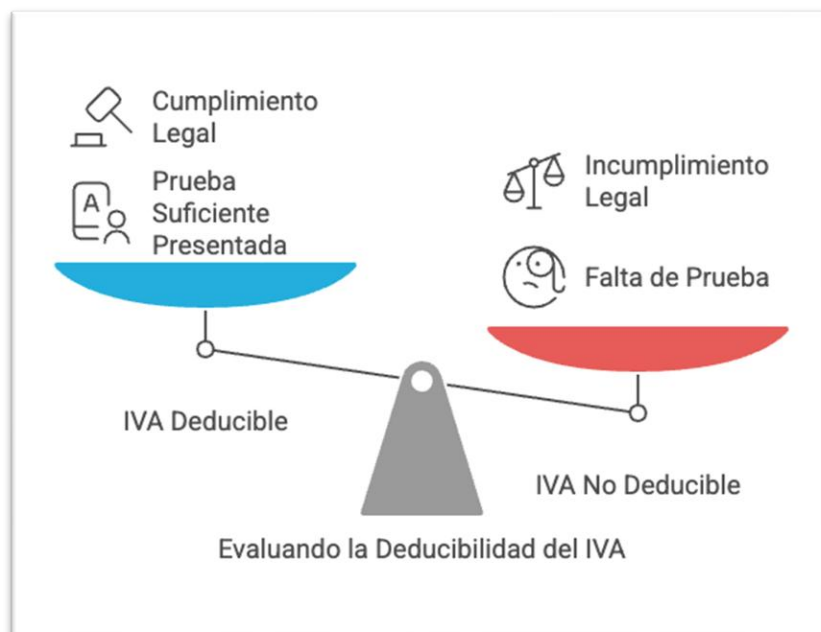 Cumplimiento
Legal
Prueba
Suficiente
Presentada
Incumplimiento
Legal
Falta de Prueba
A
IVA Deducible
IVA No Deducible
Evaluando la Deducibilidad del IVA